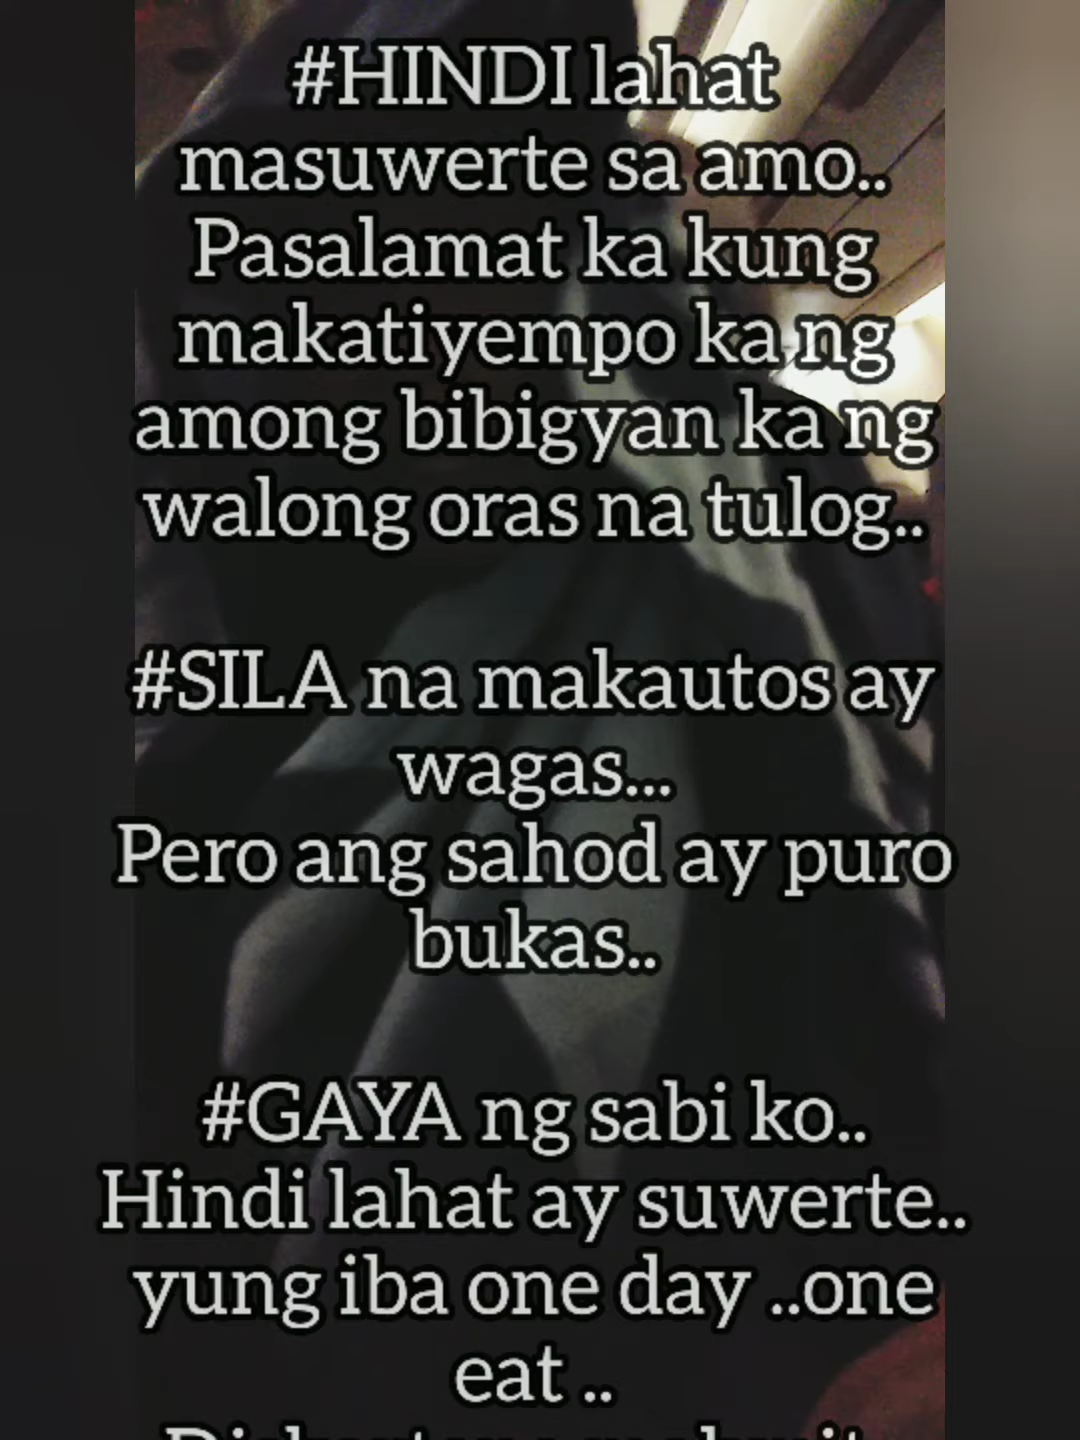 #HINDI lahat
masuwerte sa amo..
Pasalamat ka kung
makatiyempo ka ng
among bibigyan ka ng
walong oras na tulog..
#SILA na makautos ay
wagas...
Pero ang sahod ay puro
bukas..
#GAYA ng sabi ko..
Hindi lahat ay suwerte..
yung iba one day ..one
eat ..